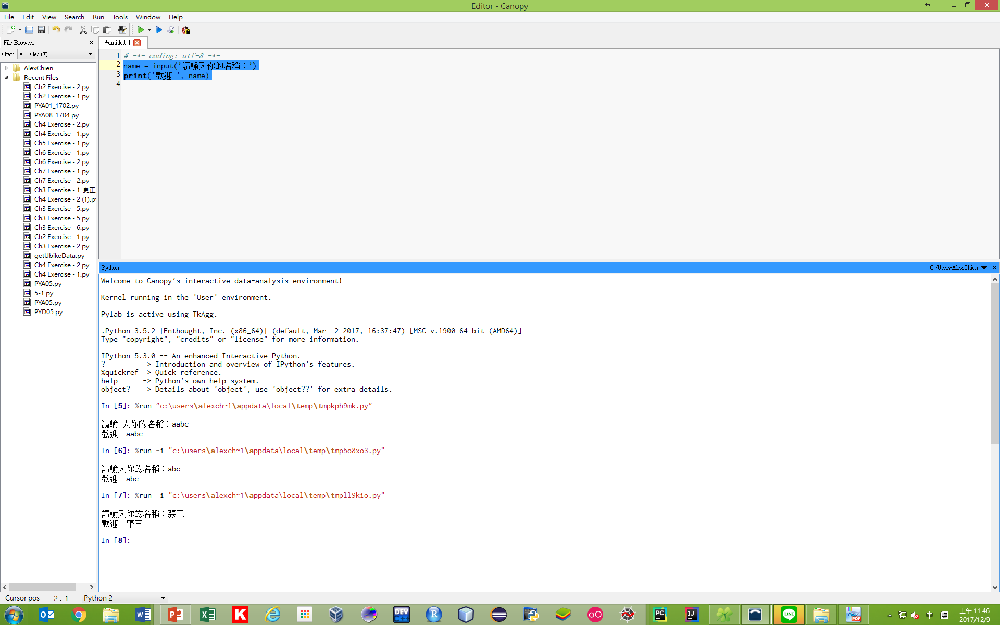 Editor - Canopy
File Edit View Search Run Tools Window Help
File Browser
*untitled-1
Filter: All Files (*)
AlexChien
Recent Files
Ch2 Exercise - 2.py
Ch2 Exercise - 1.py
PYA01_1702.py
PYA08_1704.py
Ch4 Exercise - 2.py
Ch4 Exercise - 1.py
Ch5 Exercise - 1.py
Ch6 Exercise - 1.py
Ch6 Exercise - 2.py
Ch7 Exercise - 1.py
Ch7 Exercise - 2.py
Ch3 Exercise - 1_更正
Ch4 Exercise - 2 (1).py
Ch3 Exercise - 5.py
Ch3 Exercise - 5.py
Ch3 Exercise - 6.py
Ch2 Exercise - 1.py
Ch3 Exercise - 2.py
getUbikeData.py
Ch4 Exercise - 2.py
Ch4 Exercise - 1.py
PYA05.py
5-1.py
PYA05.py
PYD05.py
1 # -*- coding: utf-8 -*-
2 name = input('請輸入你的名稱：')
3 print('歡迎 ', name)
4
Python C:\Users\AlexChien
Welcome to Canopy's interactive data-analysis environment!
Kernel running in the 'User' environment.
Pylab is active using TkAgg.
.Python 3.5.2 |Enthought, Inc. (x86_64)| (default, Mar  2 2017, 16:37:47) [MSC v.1900 64 bit (AMD64)]
Type "copyright", "credits" or "license" for more information.
IPython 5.3.0 -- An enhanced Interactive Python.
?         -> Introduction and overview of IPython's features.
%quickref -> Quick reference.
help      -> Python's own help system.
object?   -> Details about 'object', use 'object??' for extra details.
In [5]: %run "c:\users\alexch~1\appdata\local\temp\tmpkph9mk.py"
請輸 入你的名稱：aabc
歡迎  aabc
In [6]: %run -i "c:\users\alexch~1\appdata\local\temp\tmp5o8xo3.py"
請輸入你的名稱：abc
歡迎  abc
In [7]: %run -i "c:\users\alexch~1\appdata\local\temp\tmpll9kio.py"
請輸入你的名稱：張三
歡迎  張三
In [8]:
Cursor pos 2 : 1 Python 2
DEV C++
R
PC
IJ
LINE
PDF
中
上午 11:46
2017/12/9